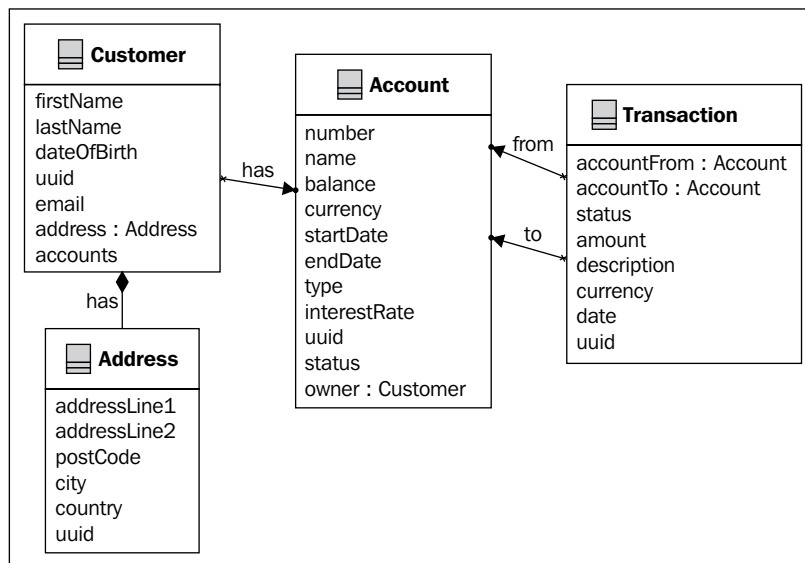 Customer
firstName
lastName
dateOfBirth
uuid
email
address : Address
accounts
has
has
Address
addressLine1
addressLine2
postCode
city
country
uuid
Account
number
name
balance
currency
startDate
endDate
type
interestRate
uuid
status
owner : Customer
from
to
Transaction
accountFrom : Account
accountTo : Account
status
amount
description
currency
date
uuid